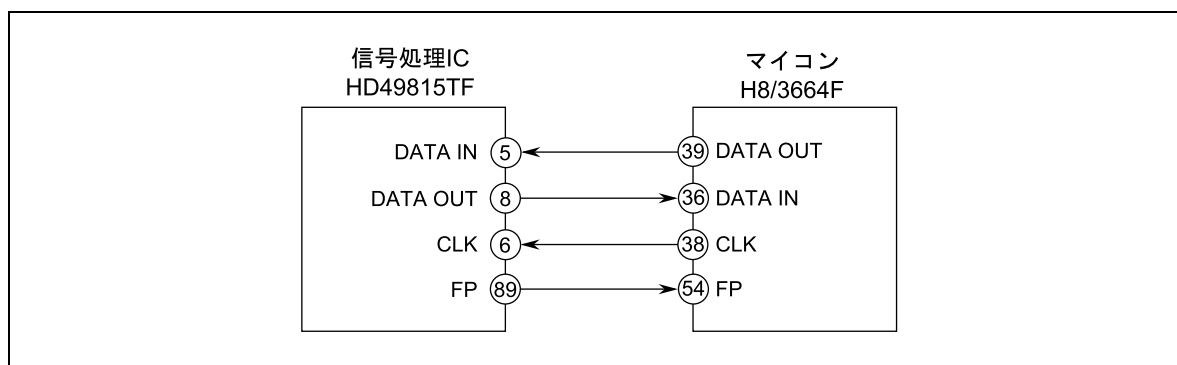 信号処理IC
HD49815TF
マイコン
H8/3664F
DATA IN 5 39 DATA OUT
DATA OUT 8 36 DATA IN
CLK 6 38 CLK
FP 89 54 FP